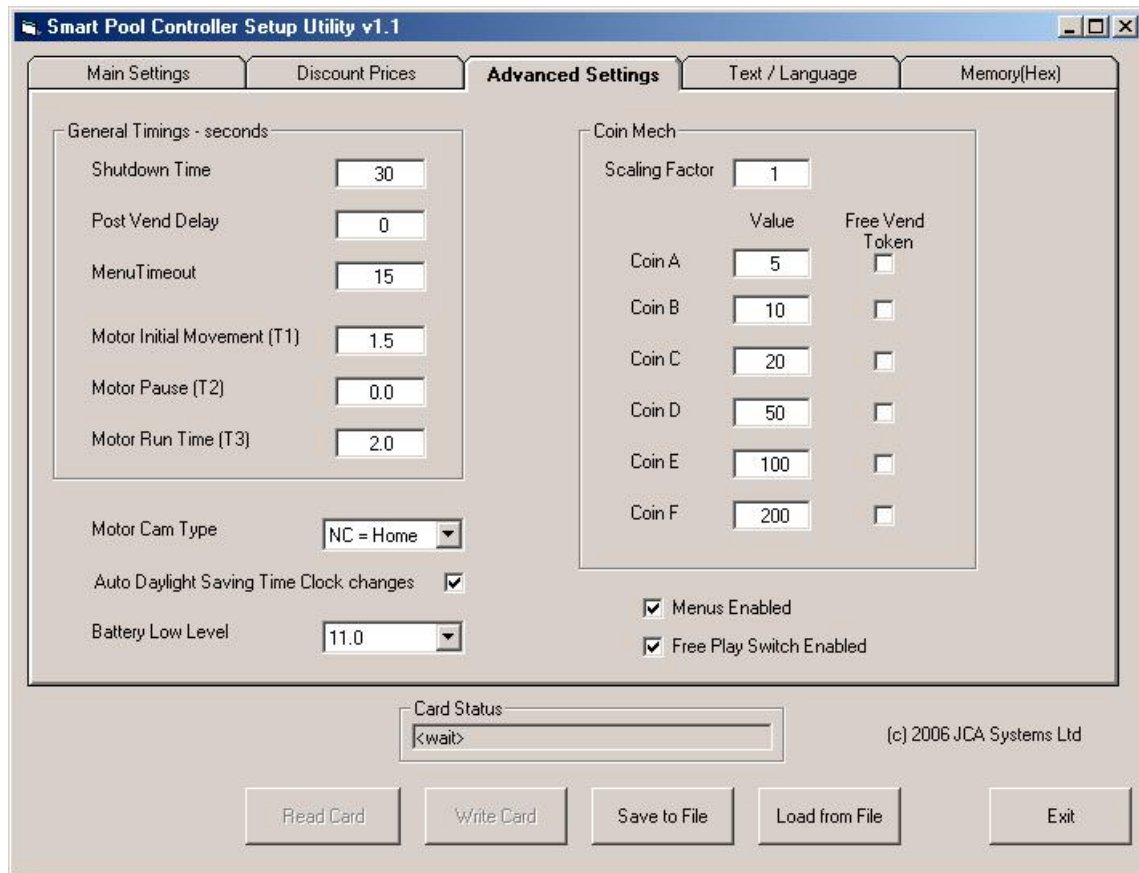 Smart Pool Controller Setup Utility v1.1
Main Settings
Discount Prices
Advanced Settings
Text / Language
Memory(Hex)
General Timings - seconds
Shutdown Time 30
Post Vend Delay 0
MenuTimeout 15
Motor Initial Movement (T1) 1.5
Motor Pause (T2) 0.0
Motor Run Time (T3) 2.0
Motor Cam Type NC = Home
Auto Daylight Saving Time Clock changes
Battery Low Level 11.0
Coin Mech
Scaling Factor 1
Value
Free Vend
Token
Coin A 5
Coin B 10
Coin C 20
Coin D 50
Coin E 100
Coin F 200
Menus Enabled
Free Play Switch Enabled
Card Status
<wait>
(c) 2006 JCA Systems Ltd
Read Card
Write Card
Save to File
Load from File
Exit